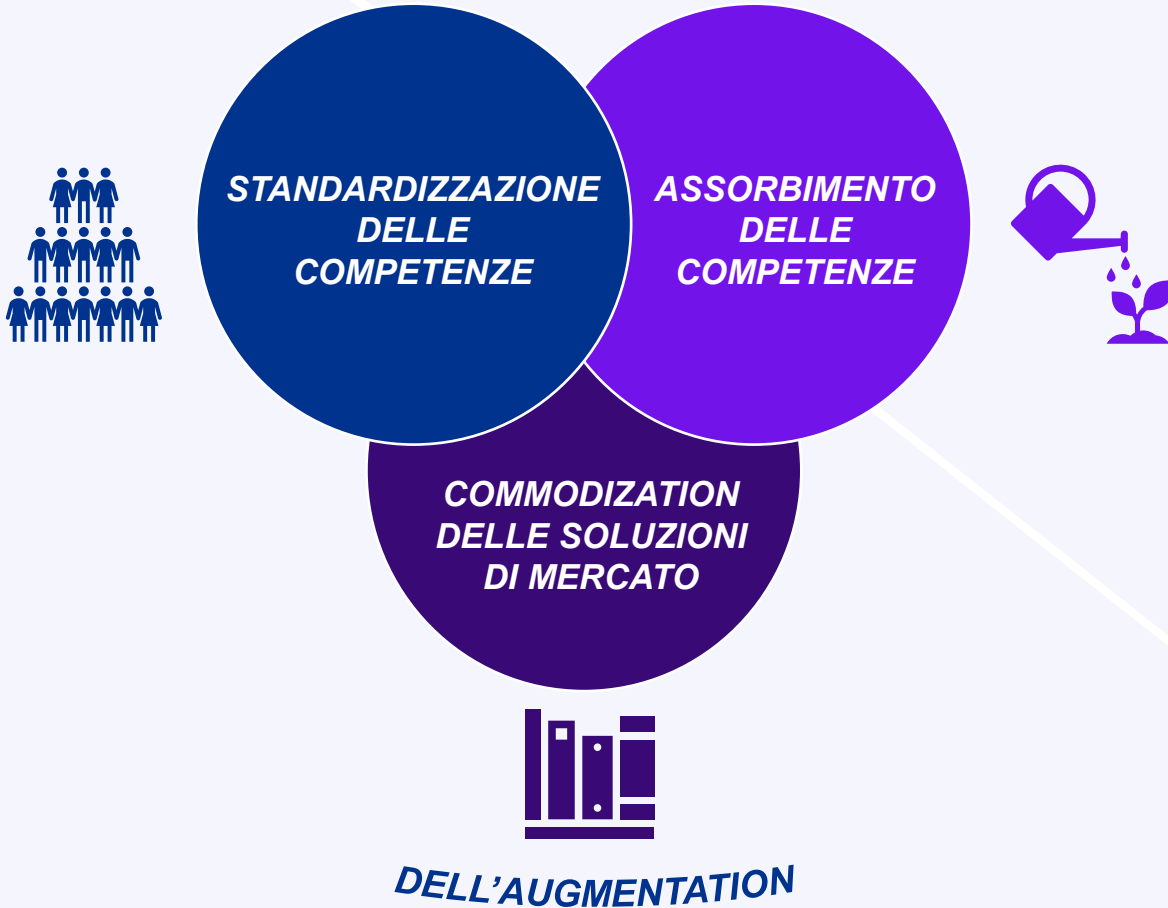 STANDARDIZZAZIONE
DELLE
COMPETENZE
ASSORBIMENTO
DELLE
COMPETENZE
COMMODIZATION
DELLE SOLUZIONI
DI MERCATO
DELL'AUGMENTATION